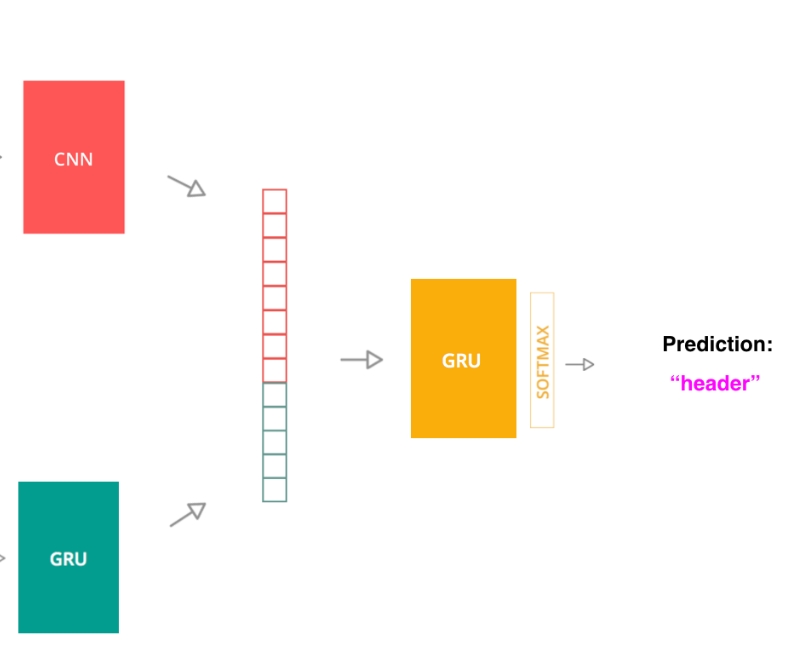 CNN
GRU
SOFTMAX
Prediction:
“header”
GRU